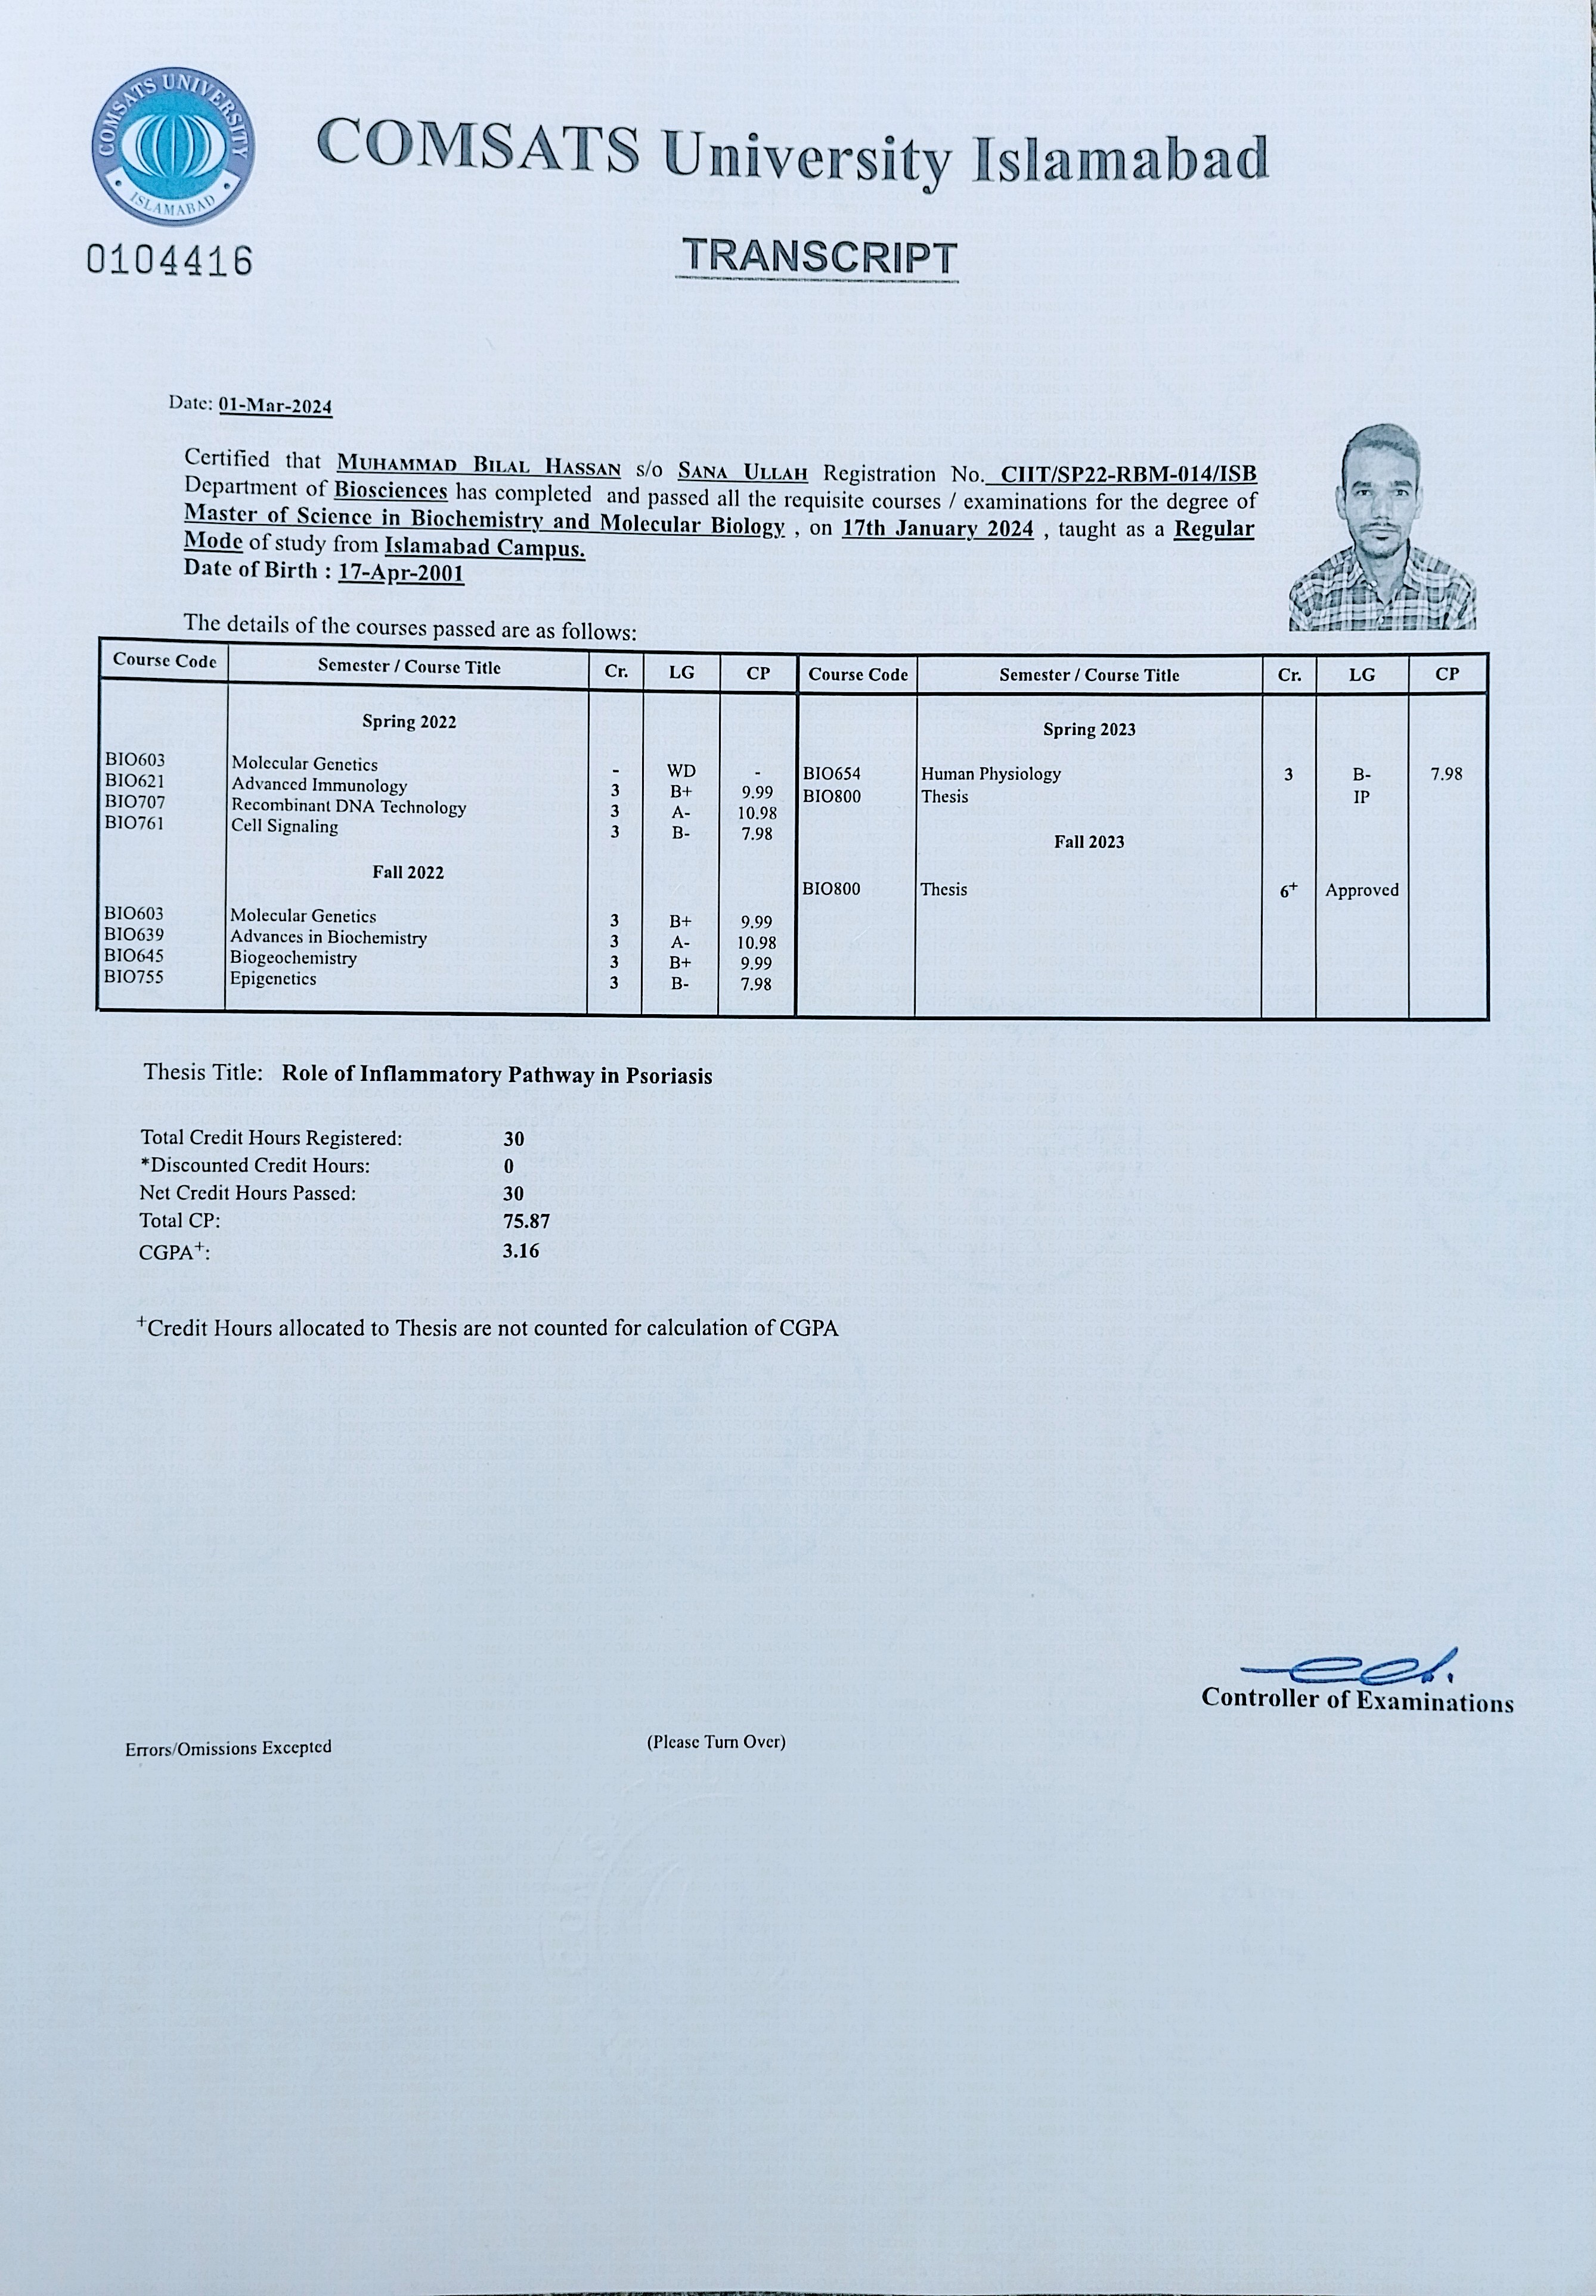 COMSATS UNIVERSITY
ISLAMABAD
COMSATS University Islamabad
0104416
TRANSCRIPT
Date: 01-Mar-2024
Certified that MUHAMMAD BILAL HASSAN s/o SANA ULLAH Registration No. CIIT/SP22-RBM-014/ISB
Department of Biosciences has completed and passed all the requisite courses / examinations for the degree of
Master of Science in Biochemistry and Molecular Biology , on 17th January 2024 , taught as a Regular
Mode of study from Islamabad Campus.
Date of Birth : 17-Apr-2001
The details of the courses passed are as follows:
Course Code Semester / Course Title Cr. LG CP
Spring 2022
BIO603 Molecular Genetics - WD -
BIO621 Advanced Immunology 3 B+ 9.99
BIO707 Recombinant DNA Technology 3 A- 10.98
BIO761 Cell Signaling 3 B- 7.98
Fall 2022
BIO603 Molecular Genetics 3 B+ 9.99
BIO639 Advances in Biochemistry 3 A- 10.98
BIO645 Biogeochemistry 3 B+ 9.99
BIO755 Epigenetics 3 B- 7.98
Course Code Semester / Course Title Cr. LG CP
Spring 2023
BIO654 Human Physiology 3 B- 7.98
BIO800 Thesis IP
Fall 2023
BIO800 Thesis 6+ Approved
Thesis Title: Role of Inflammatory Pathway in Psoriasis
Total Credit Hours Registered: 30
*Discounted Credit Hours: 0
Net Credit Hours Passed: 30
Total CP: 75.87
CGPA+: 3.16
+Credit Hours allocated to Thesis are not counted for calculation of CGPA
Controller of Examinations
Errors/Omissions Excepted
(Please Turn Over)